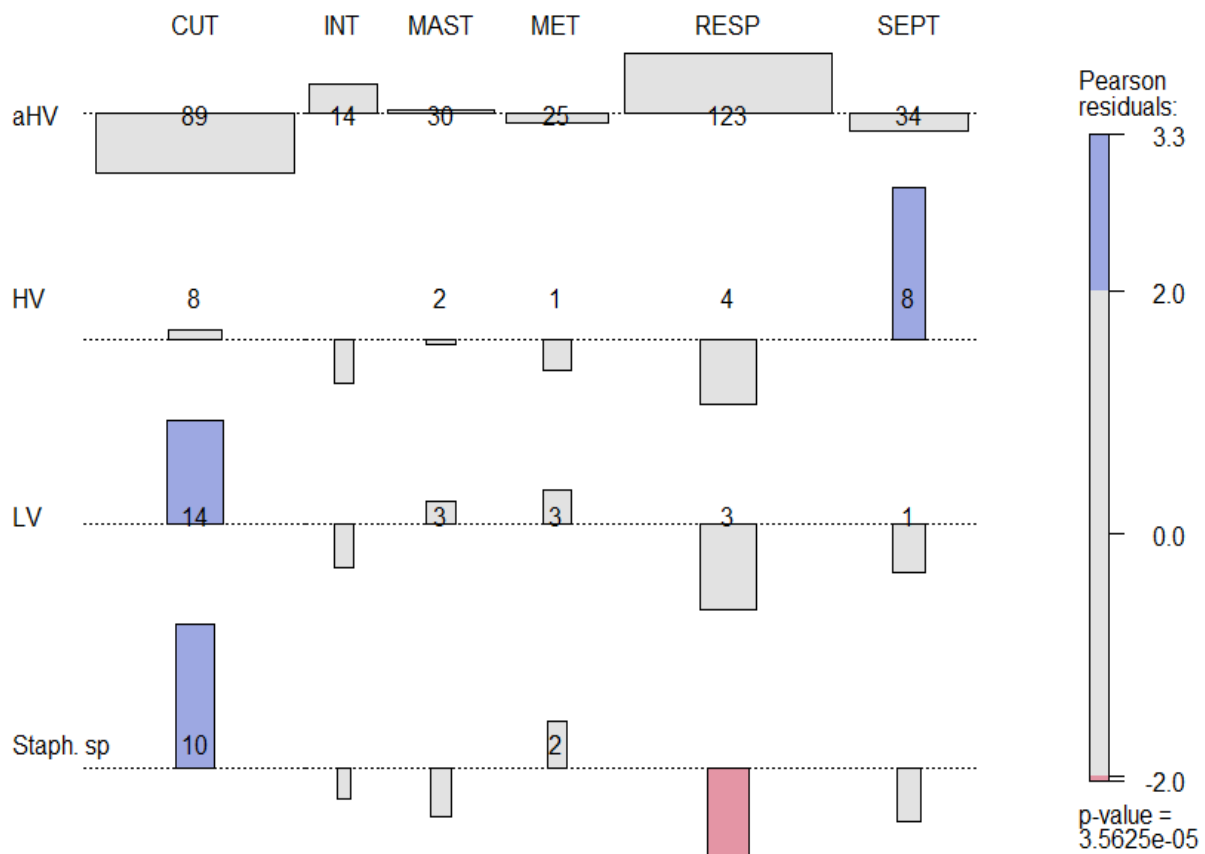 CUT INT MAST MET RESP SEPT
aHV 89 14 30 25 123 34
HV 8 2 1 4 8
LV 14 3 3 3 1
Staph. sp 10 2
Pearson
residuals:
3.3
2.0
0.0
-2.0
p-value =
3.5625e-05